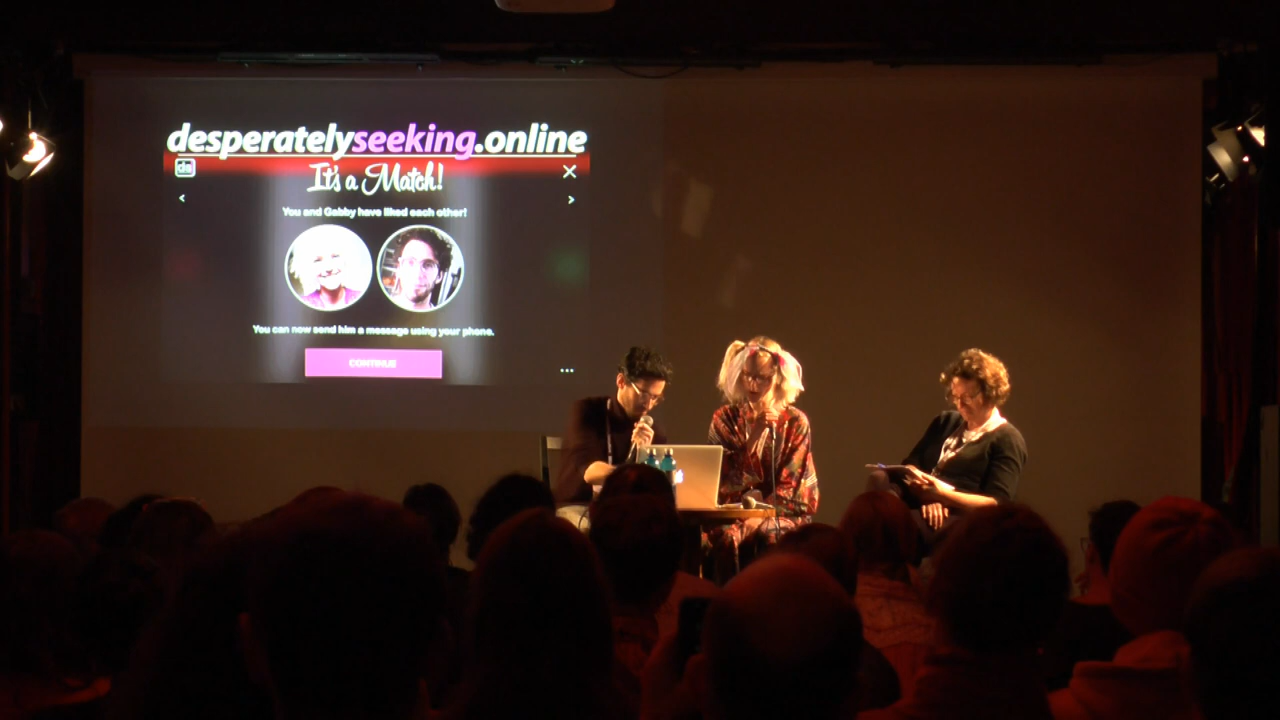 desperatelyseeking.online
ds
It's a Match!
You and Gabby have liked each other!
You can now send him a message using your phone.
CONTINUE